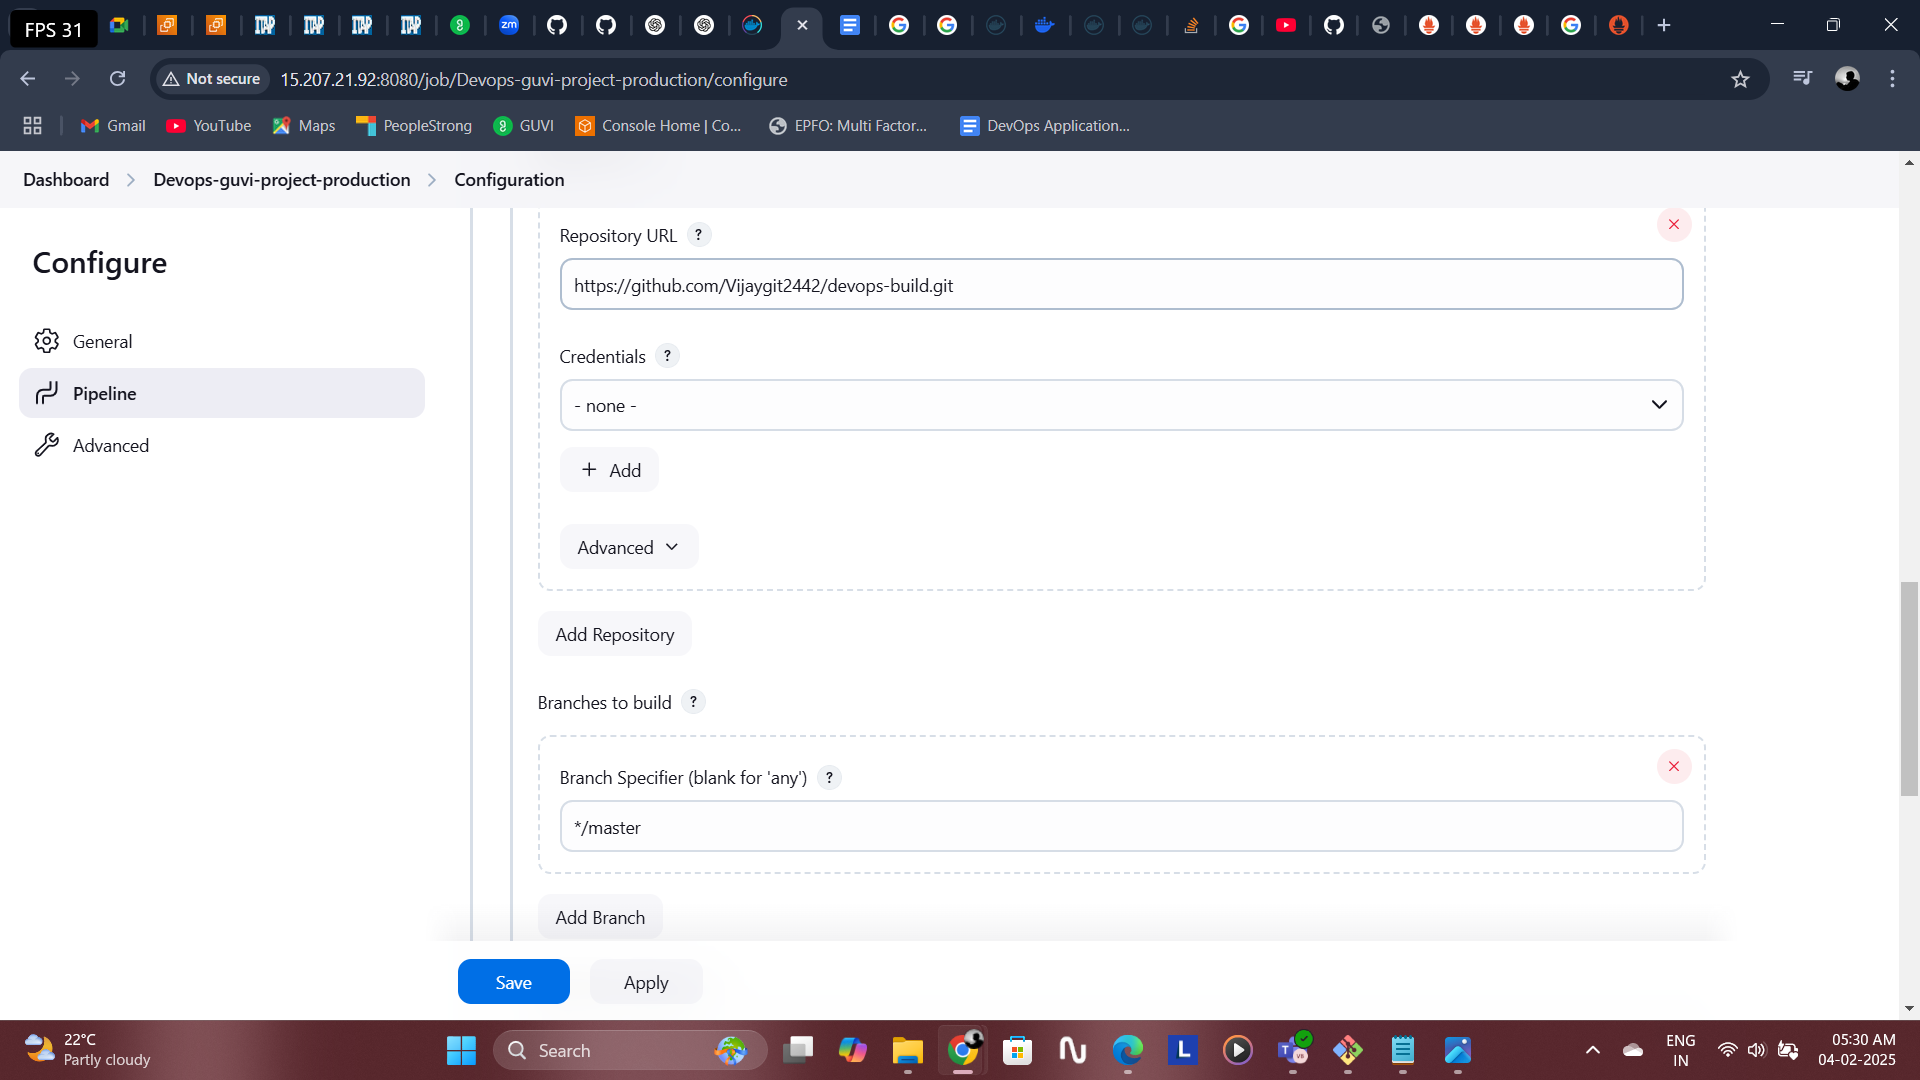 FPS 31
Not secure
15.207.21.92:8080/job/Devops-guvi-project-production/configure
Gmail
YouTube
Maps
PeopleStrong
GUVI
Console Home | Co...
EPFO: Multi Factor...
DevOps Application...
Dashboard
Devops-guvi-project-production
Configuration
Configure
General
Pipeline
Advanced
Repository URL ?
https://github.com/Vijaygit2442/devops-build.git
Credentials ?
- none -
+ Add
Advanced
Add Repository
Branches to build ?
Branch Specifier (blank for 'any') ?
*/master
Add Branch
Save
Apply
22°C
Partly cloudy
Search
ENG
IN
05:30 AM
04-02-2025